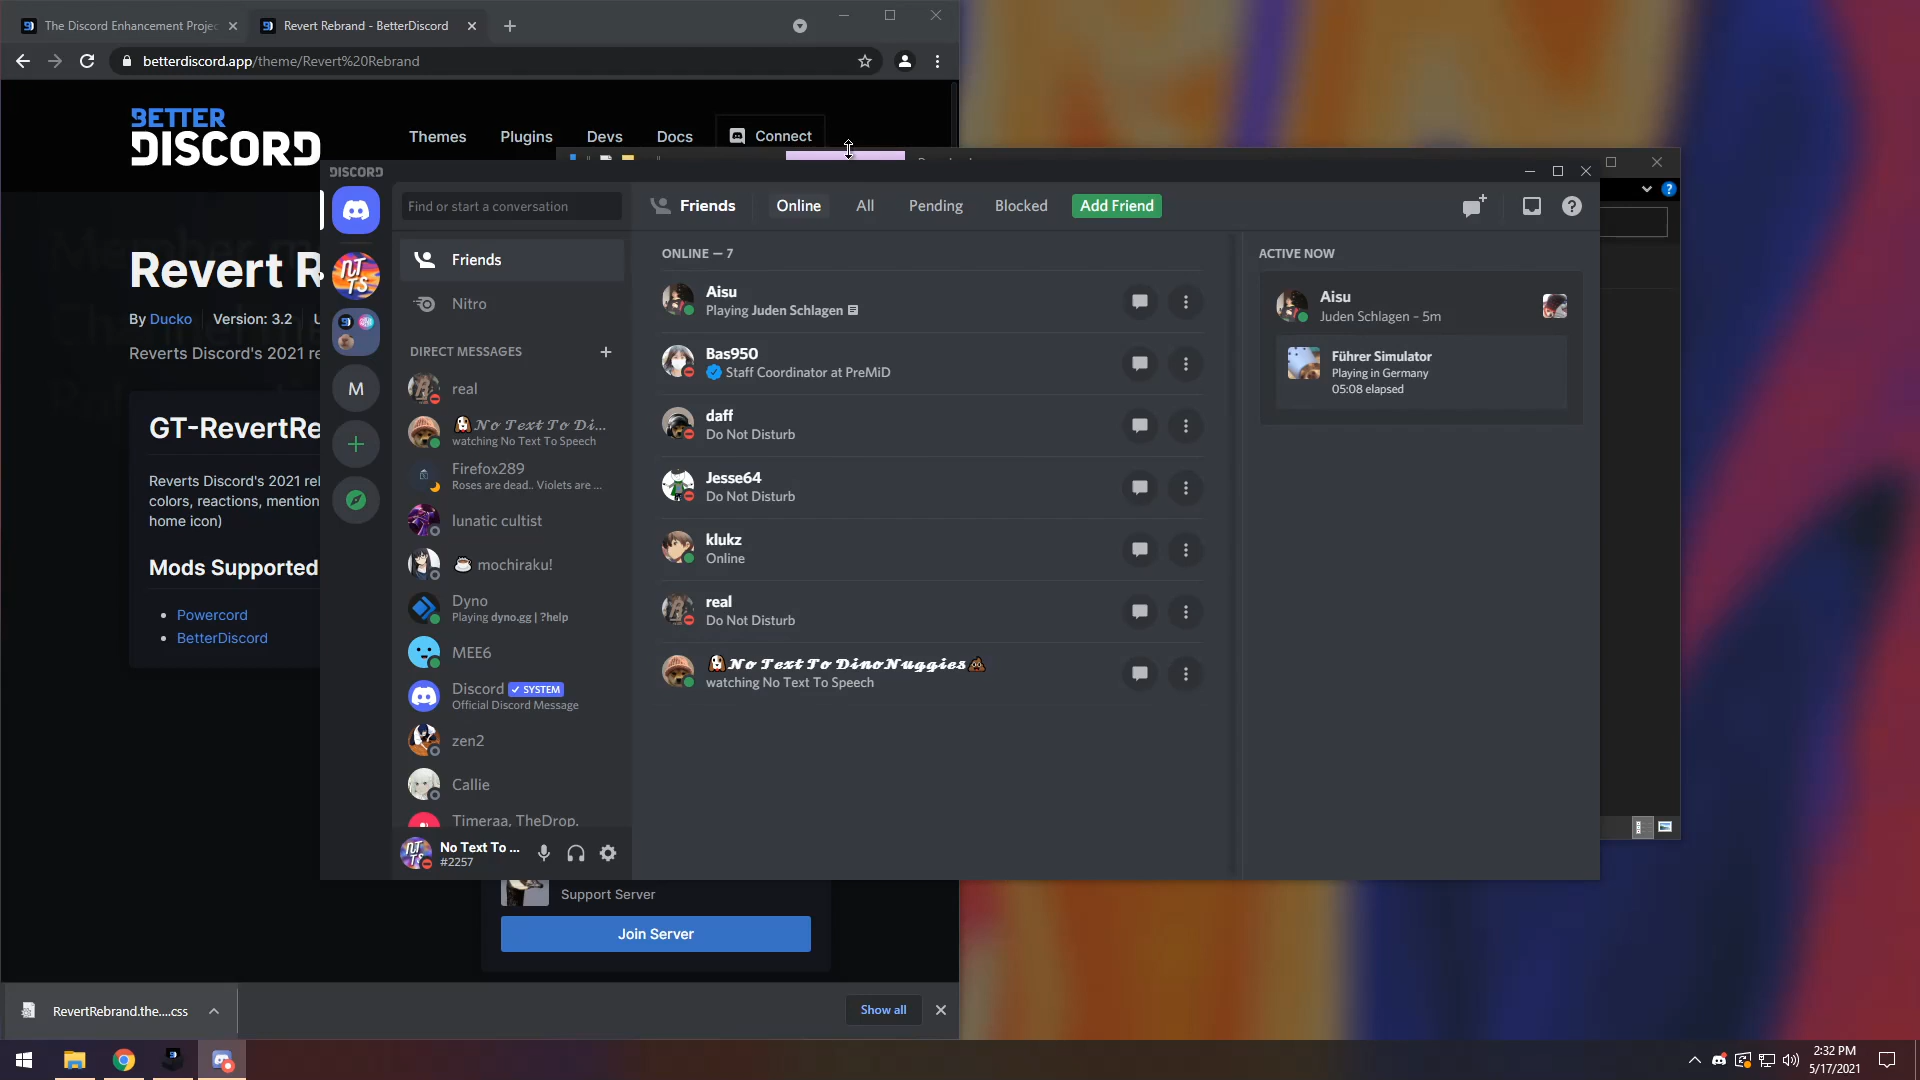 The Discord Enhancement Projec
Revert Rebrand - BetterDiscord
betterdiscord.app/theme/Revert%20Rebrand
BETTER
DISCORD
Themes
Plugins
Devs
Docs
Connect
Revert R
By Ducko
Version: 3.2
Reverts Discord's 2021 re
GT-RevertRe
Reverts Discord's 2021 rel
colors, reactions, mention
home icon)
Mods Supported
• Powercord
• BetterDiscord
Support Server
Join Server
RevertRebrand.the....css
Show all
DISCORD
NT
TS
M
Find or start a conversation
Friends
Nitro
DIRECT MESSAGES
real
🐶No Text To Di...
watching No Text To Speech
Firefox289
Roses are dead.. Violets are ...
lunatic cultist
☕ mochiraku!
Dyno
Playing dyno.gg | ?help
MEE6
Discord ✓ SYSTEM
Official Discord Message
zen2
Callie
Timeraa, TheDrop.
No Text To ...
#2257
Friends
Online
All
Pending
Blocked
Add Friend
ONLINE — 7
Aisu
Playing Juden Schlagen
Bas950
Staff Coordinator at PreMiD
daff
Do Not Disturb
Jesse64
Do Not Disturb
klukz
Online
real
Do Not Disturb
🐶No Text To DinoNuggies💩
watching No Text To Speech
ACTIVE NOW
Aisu
Juden Schlagen – 5m
Führer Simulator
Playing in Germany
05:08 elapsed
2:32 PM
5/17/2021